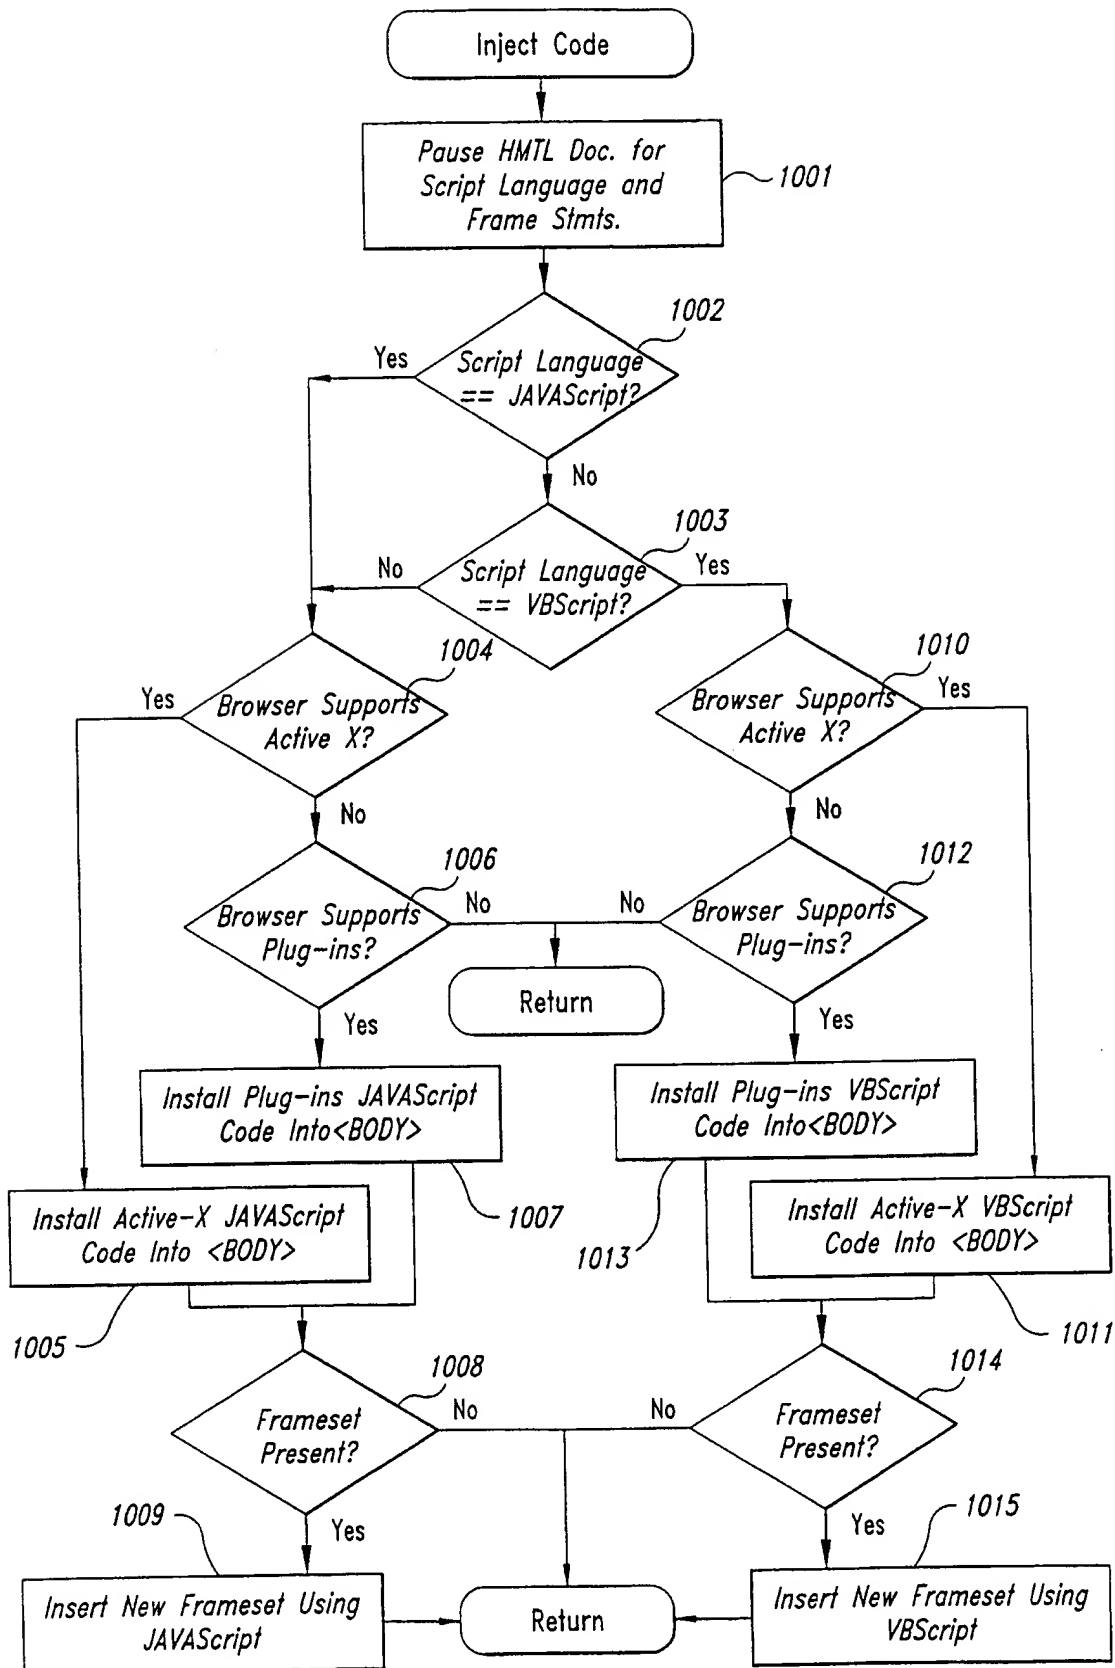 Inject Code
Pause HMTL Doc. for
Script Language and
Frame Stmts.
1001
1002
Yes
Script Language
== JAVAScript?
No
1003
No
Script Language
== VBScript?
Yes
1004
1010
Yes
Browser Supports
Active X?
Browser Supports
Active X?
Yes
No
No
1006
1012
Browser Supports
Plug-ins?
No
No
Browser Supports
Plug-ins?
Return
Yes
Yes
Install Plug-ins JAVAScript
Code Into<BODY>
Install Plug-ins VBScript
Code Into<BODY>
Install Active-X JAVAScript
Code Into <BODY>
1007
1013
Install Active-X VBScript
Code Into <BODY>
1005
1011
1008
1014
Frameset
Present?
No
No
Frameset
Present?
1009
Yes
Yes
1015
Insert New Frameset Using
JAVAScript
Return
Insert New Frameset Using
VBScript